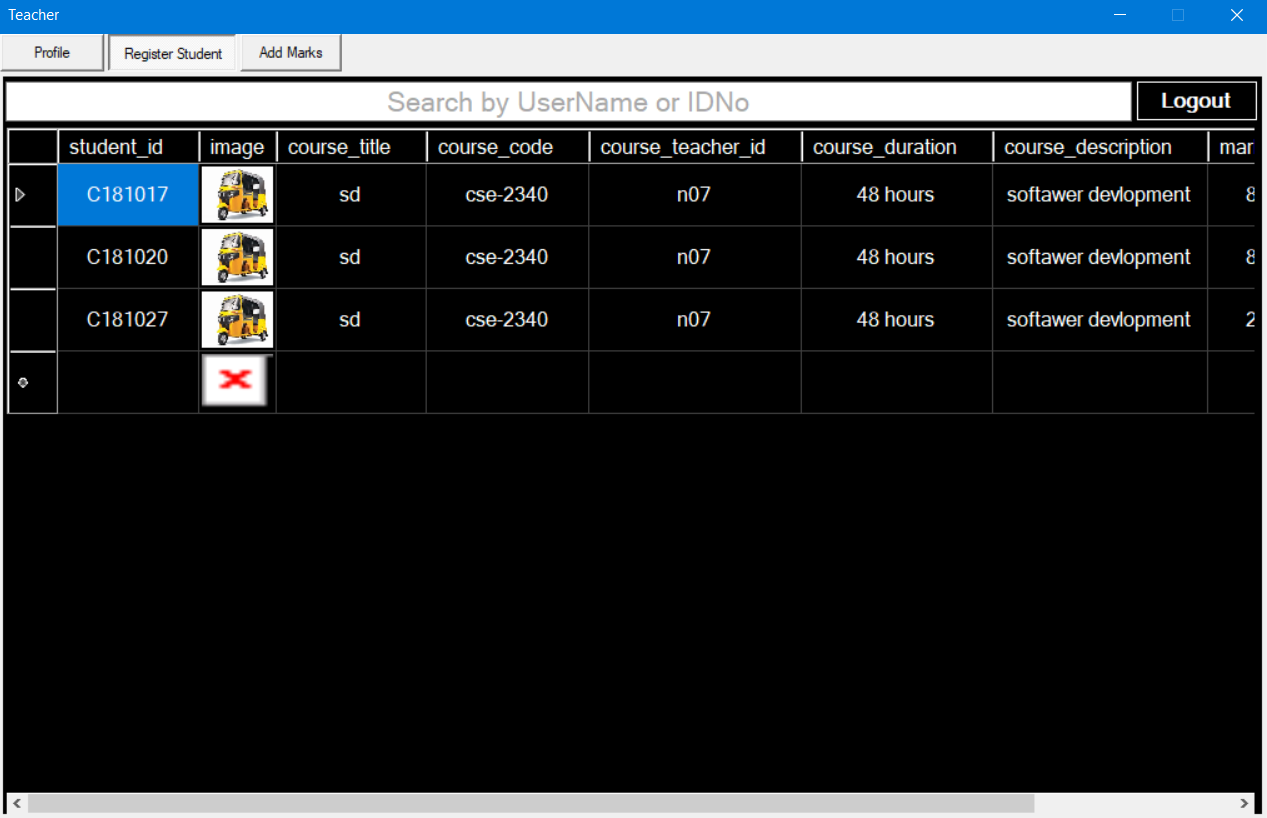 Teacher
Profile Register Student Add Marks
Search by UserName or IDNo Logout
student_id image course_title course_code course_teacher_id course_duration course_description mar
C181017 sd cse-2340 n07 48 hours softawer devlopment 8
C181020 sd cse-2340 n07 48 hours softawer devlopment 8
C181027 sd cse-2340 n07 48 hours softawer devlopment 2